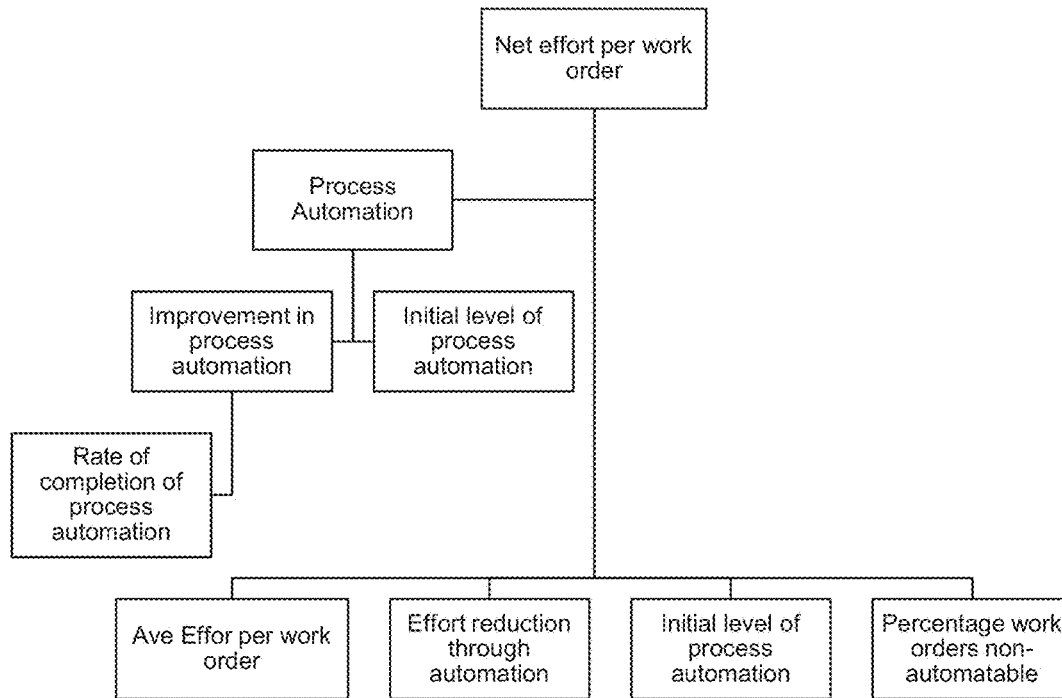 Net effort per work
order
Process
Automation
Improvement in
process
automation
Initial level of
process
automation
Rate of
completion of
process
automation
Ave Effor per work
order
Effort reduction
through
automation
Initial level of
process
automation
Percentage work
orders non-
automatable